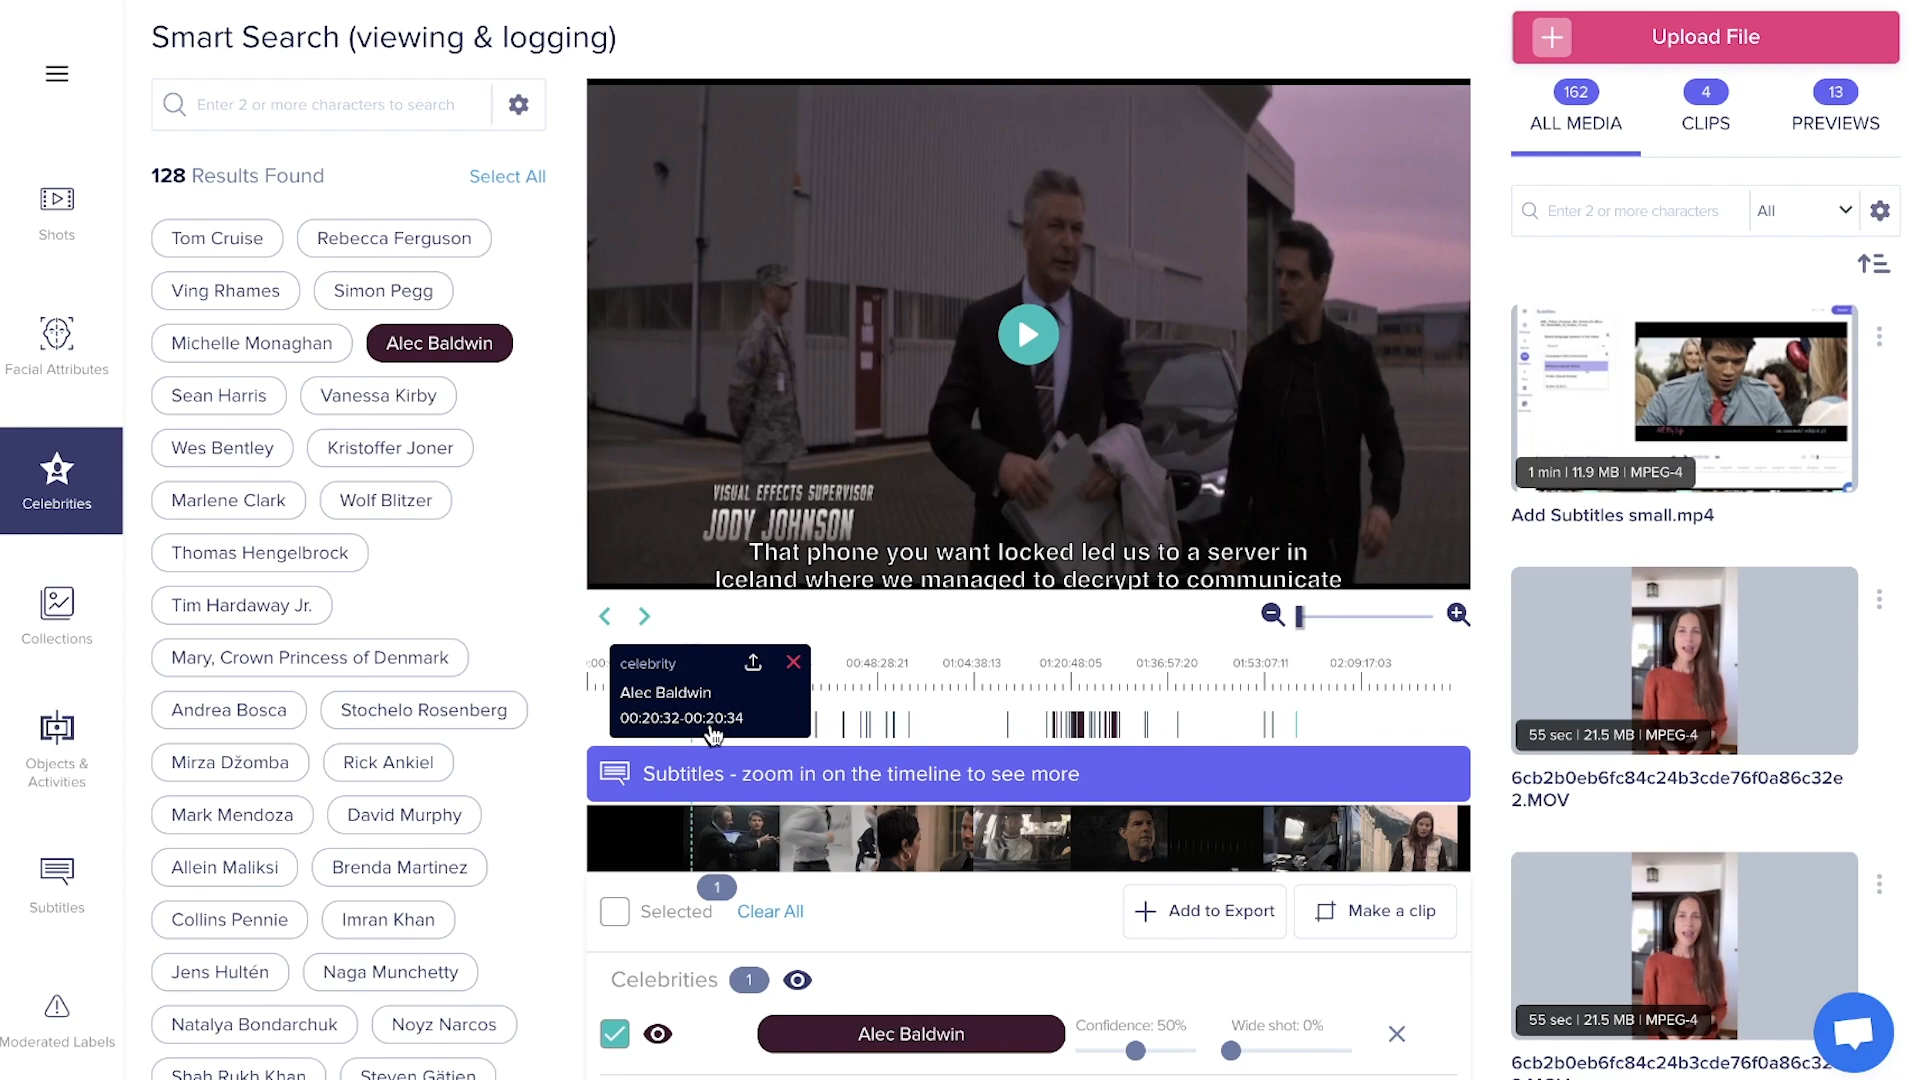 Smart Search (viewing & logging)
Enter 2 or more characters to search
128 Results Found
Select All
Tom Cruise
Rebecca Ferguson
Ving Rhames
Simon Pegg
Michelle Monaghan
Alec Baldwin
Sean Harris
Vanessa Kirby
Wes Bentley
Kristoffer Joner
Marlene Clark
Wolf Blitzer
Thomas Hengelbrock
Tim Hardaway Jr.
Mary, Crown Princess of Denmark
Andrea Bosca
Stochelo Rosenberg
Mirza Džomba
Rick Ankiel
Mark Mendoza
David Murphy
Allein Maliksi
Brenda Martinez
Collins Pennie
Imran Khan
Jens Hultén
Naga Munchetty
Natalya Bondarchuk
Noyz Narcos
Shah Rukh Khan
Steven Gätjen
Shots
Facial Attributes
Celebrities
Collections
Objects &
Activities
Subtitles
Moderated Labels
VISUAL EFFECTS SUPERVISOR
JODY JOHNSON
That phone you want locked led us to a server in
Iceland where we managed to decrypt to communicate
celebrity
Alec Baldwin
00:20:32-00:20:34
00:48:28:21
01:04:38:13
01:20:48:05
01:36:57:20
01:53:07:11
02:09:17:03
Subtitles - zoom in on the timeline to see more
1
Selected
Clear All
Add to Export
Make a clip
Celebrities 1
Alec Baldwin
Confidence: 50%
Wide shot: 0%
Upload File
162
ALL MEDIA
4
CLIPS
13
PREVIEWS
Enter 2 or more characters
All
1 min | 11.9 MB | MPEG-4
Add Subtitles small.mp4
55 sec | 21.5 MB | MPEG-4
6cb2b0eb6fc84c24b3cde76f0a86c32e
2.MOV
55 sec | 21.5 MB | MPEG-4
6cb2b0eb6fc84c24b3cde76f0a86c32